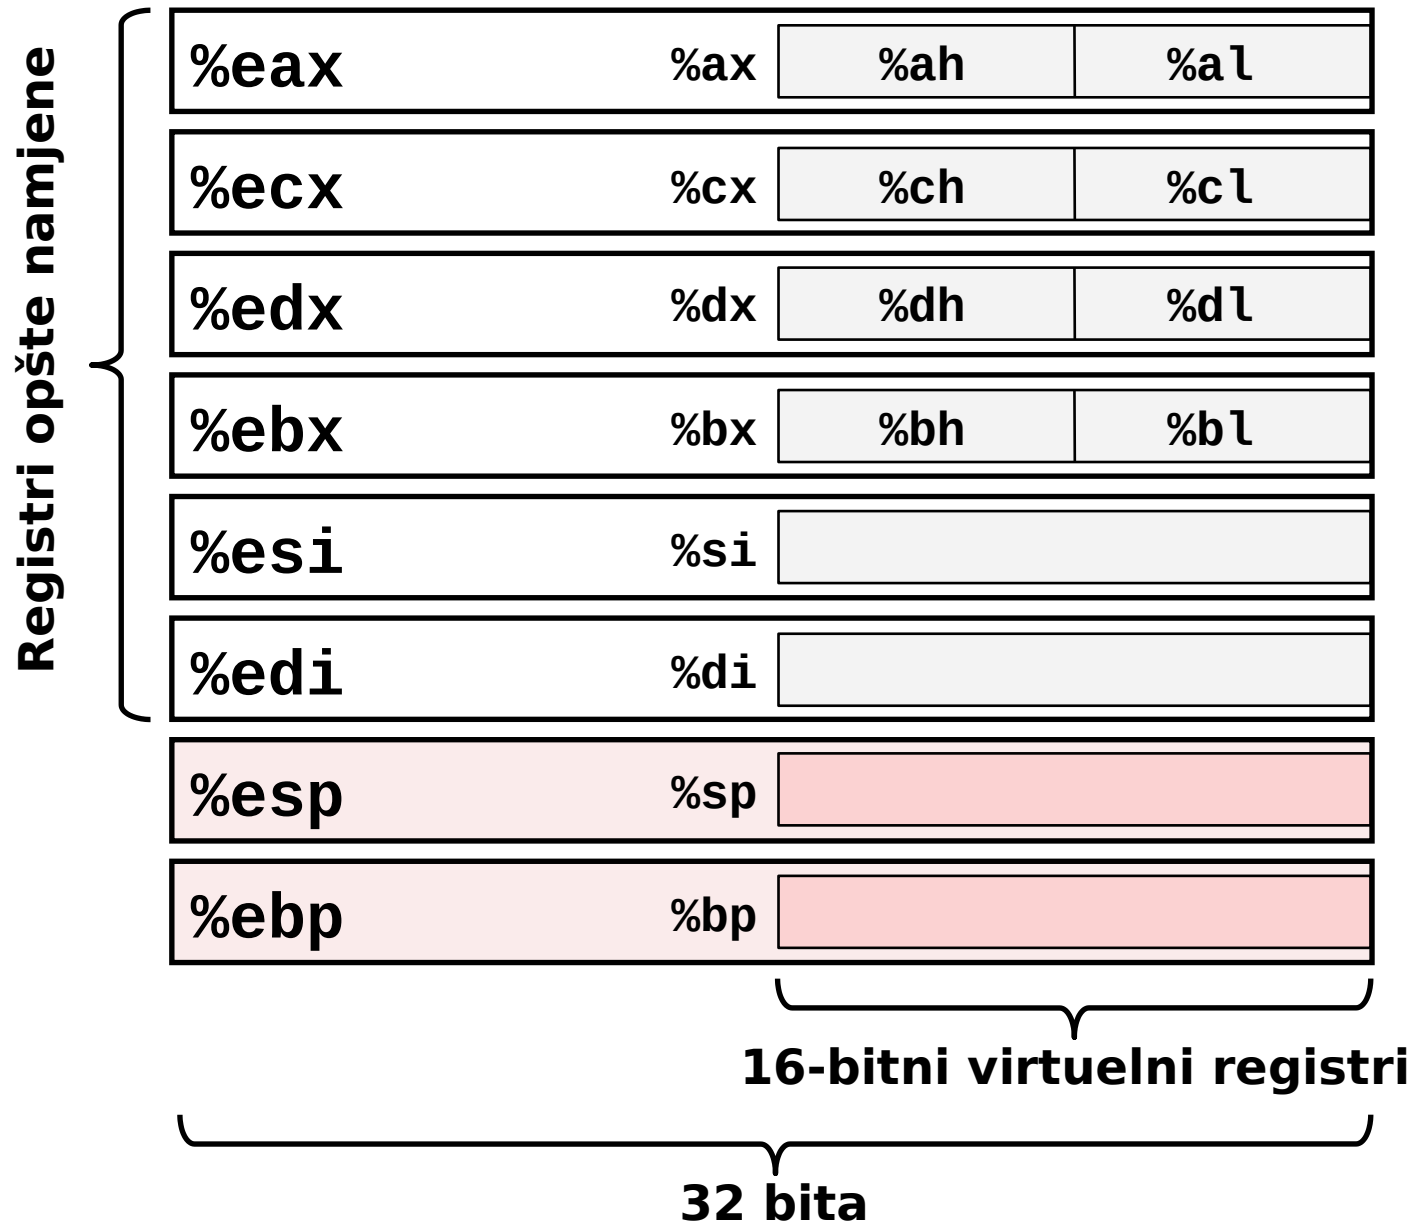 Registri opšte namjene
%eax %ax %ah %al
%ecx %cx %ch %cl
%edx %dx %dh %dl
%ebx %bx %bh %bl
%esi %si
%edi %di
%esp %sp
%ebp %bp
16-bitni virtuelni registri
32 bita